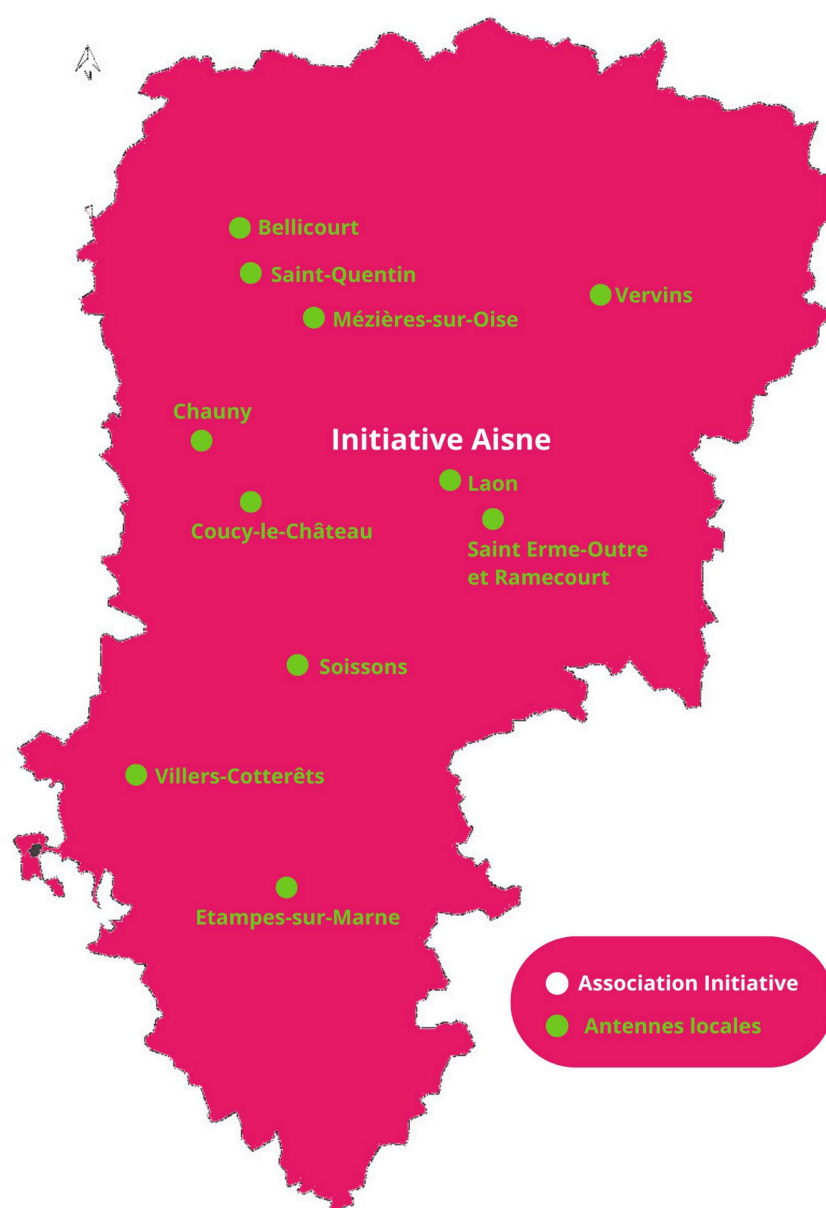 Bellicourt
Saint-Quentin
Vervins
Mézières-sur-Oise
Chauny
Initiative Aisne
Laon
Coucy-le-Château
Saint Erme-Outre
et Ramecourt
Soissons
Villers-Cotterêts
Etampes-sur-Marne
Association Initiative
Antennes locales